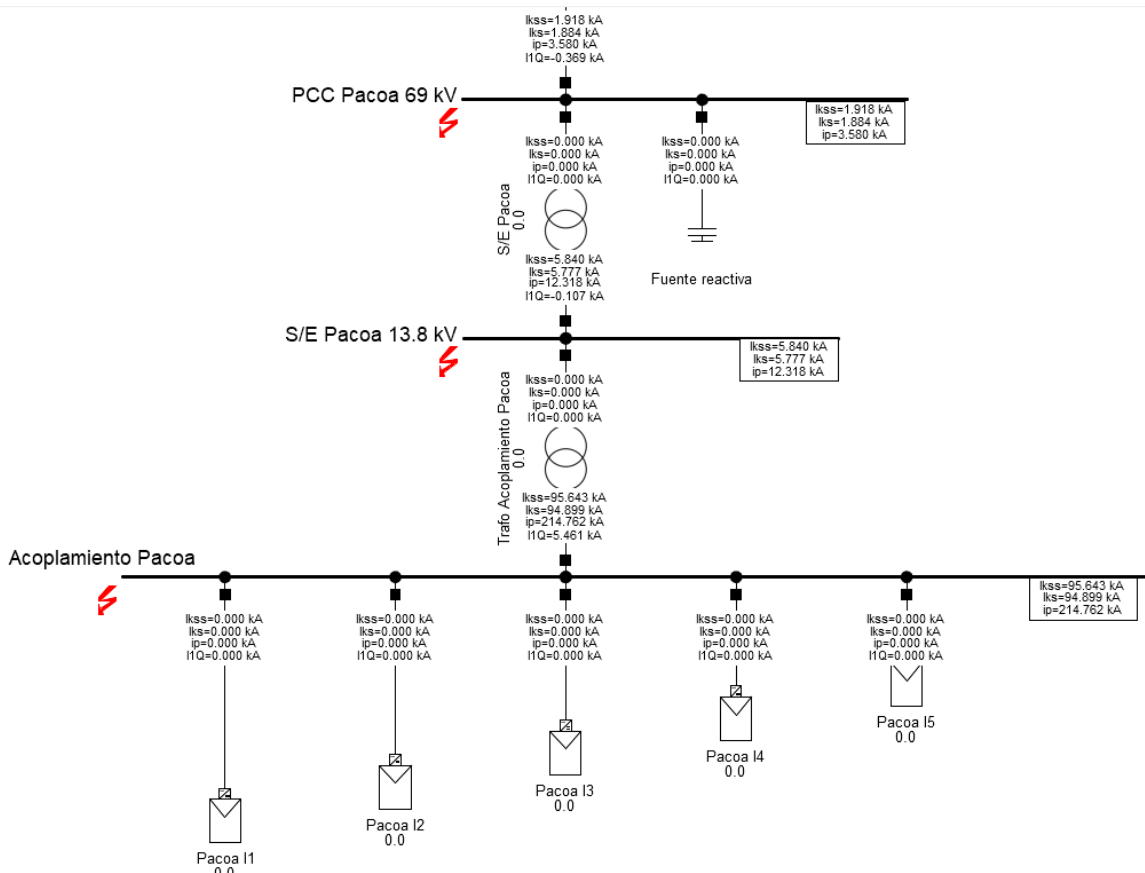 Ikss=1.918 kA
Iks=1.884 kA
ip=3.580 kA
I1Q=-0.369 kA
PCC Pacoa 69 kV
Ikss=1.918 kA
Iks=1.884 kA
ip=3.580 kA
Ikss=0.000 kA
Iks=0.000 kA
ip=0.000 kA
I1Q=0.000 kA
Ikss=0.000 kA
Iks=0.000 kA
ip=0.000 kA
I1Q=0.000 kA
S/E Pacoa
0.0
Ikss=5.840 kA
Iks=5.777 kA
ip=12.318 kA
I1Q=-0.107 kA
Fuente reactiva
S/E Pacoa 13.8 kV
Ikss=5.840 kA
Iks=5.777 kA
ip=12.318 kA
Ikss=0.000 kA
Iks=0.000 kA
ip=0.000 kA
I1Q=0.000 kA
Trafo Acoplamiento Pacoa
0.0
Ikss=95.643 kA
Iks=94.899 kA
ip=214.762 kA
I1Q=5.461 kA
Acoplamiento Pacoa
Ikss=95.643 kA
Iks=94.899 kA
ip=214.762 kA
Ikss=0.000 kA
Iks=0.000 kA
ip=0.000 kA
I1Q=0.000 kA
Ikss=0.000 kA
Iks=0.000 kA
ip=0.000 kA
I1Q=0.000 kA
Ikss=0.000 kA
Iks=0.000 kA
ip=0.000 kA
I1Q=0.000 kA
Ikss=0.000 kA
Iks=0.000 kA
ip=0.000 kA
I1Q=0.000 kA
Ikss=0.000 kA
Iks=0.000 kA
ip=0.000 kA
I1Q=0.000 kA
Pacoa I1
0.0
Pacoa I2
0.0
Pacoa I3
0.0
Pacoa I4
0.0
Pacoa I5
0.0